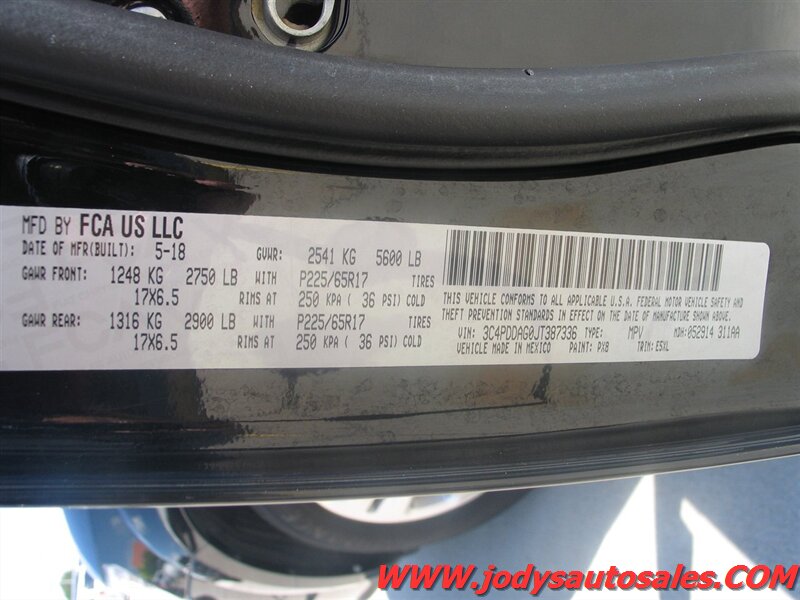 MFD BY FCA US LLC
DATE OF MFR(BUILT): 5-18 GVWR: 2541 KG 5600 LB
GAWR FRONT: 1248 KG 2750 LB WITH P225/65R17 TIRES
17X6.5 RIMS AT 250 KPA ( 36 PSI) COLD
GAWR REAR: 1316 KG 2900 LB WITH P225/65R17 TIRES
17X6.5 RIMS AT 250 KPA ( 36 PSI) COLD
THIS VEHICLE CONFORMS TO ALL APPLICABLE U.S.A. FEDERAL MOTOR VEHICLE SAFETY AND
THEFT PREVENTION STANDARDS IN EFFECT ON THE DATE OF MANUFACTURE SHOWN
ABOVE.
VIN: 3C4PDDAG0JT387336 TYPE: MPV MDH: 052914 311AA
VEHICLE MADE IN MEXICO PAINT: PXB TRIM: E5XL
www.jodysautosales.com